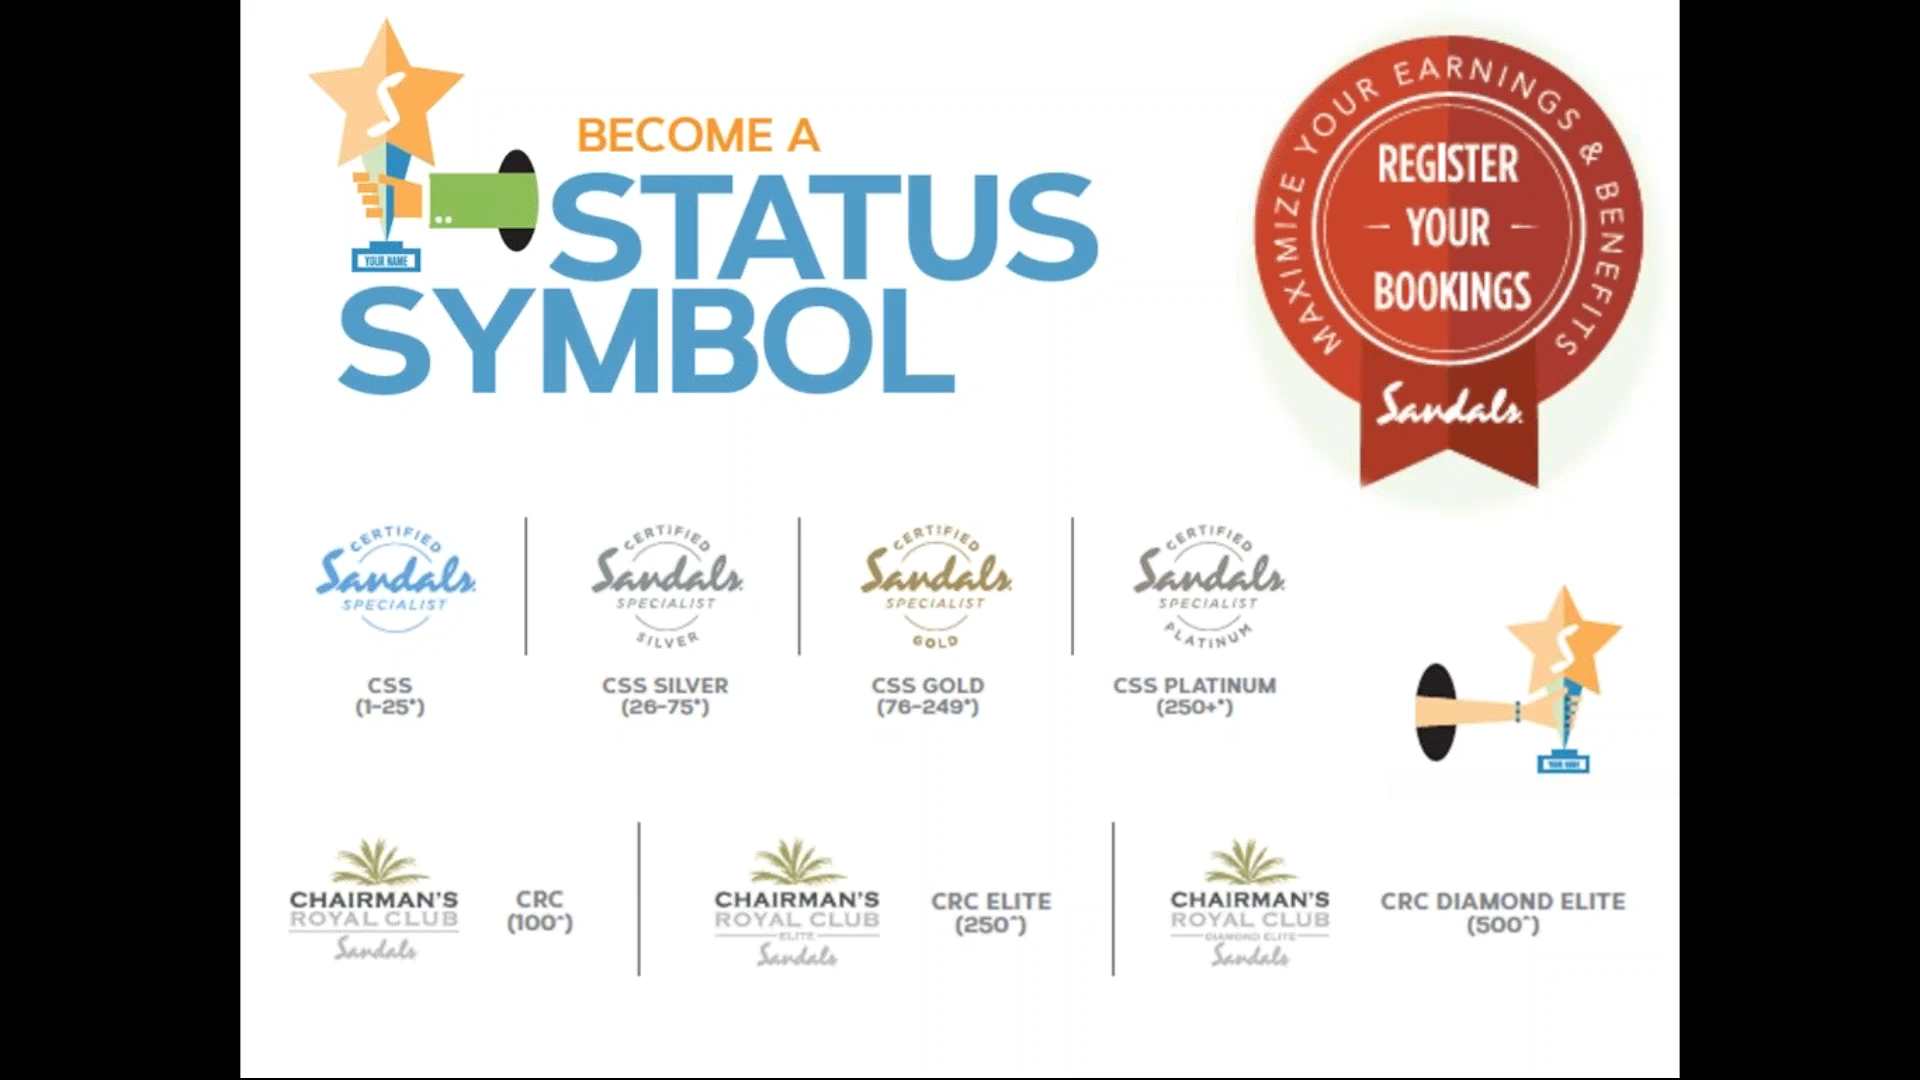 S
BECOME A
STATUS
SYMBOL
YOUR NAME
MAXIMIZE YOUR EARNINGS & BENEFITS
REGISTER
YOUR
BOOKINGS
Sandals
CERTIFIED
Sandals
SPECIALIST
CSS
(1-25*)
CERTIFIED
Sandals
SPECIALIST
SILVER
CSS SILVER
(26-75*)
CERTIFIED
Sandals
SPECIALIST
GOLD
CSS GOLD
(76-249*)
CERTIFIED
Sandals
SPECIALIST
PLATINUM
CSS PLATINUM
(250+*)
S
YOUR NAME
CHAIRMAN'S
ROYAL CLUB
Sandals
CRC
(100^)
CHAIRMAN'S
ROYAL CLUB
ELITE
Sandals
CRC ELITE
(250^)
CHAIRMAN'S
ROYAL CLUB
DIAMOND ELITE
Sandals
CRC DIAMOND ELITE
(500^)